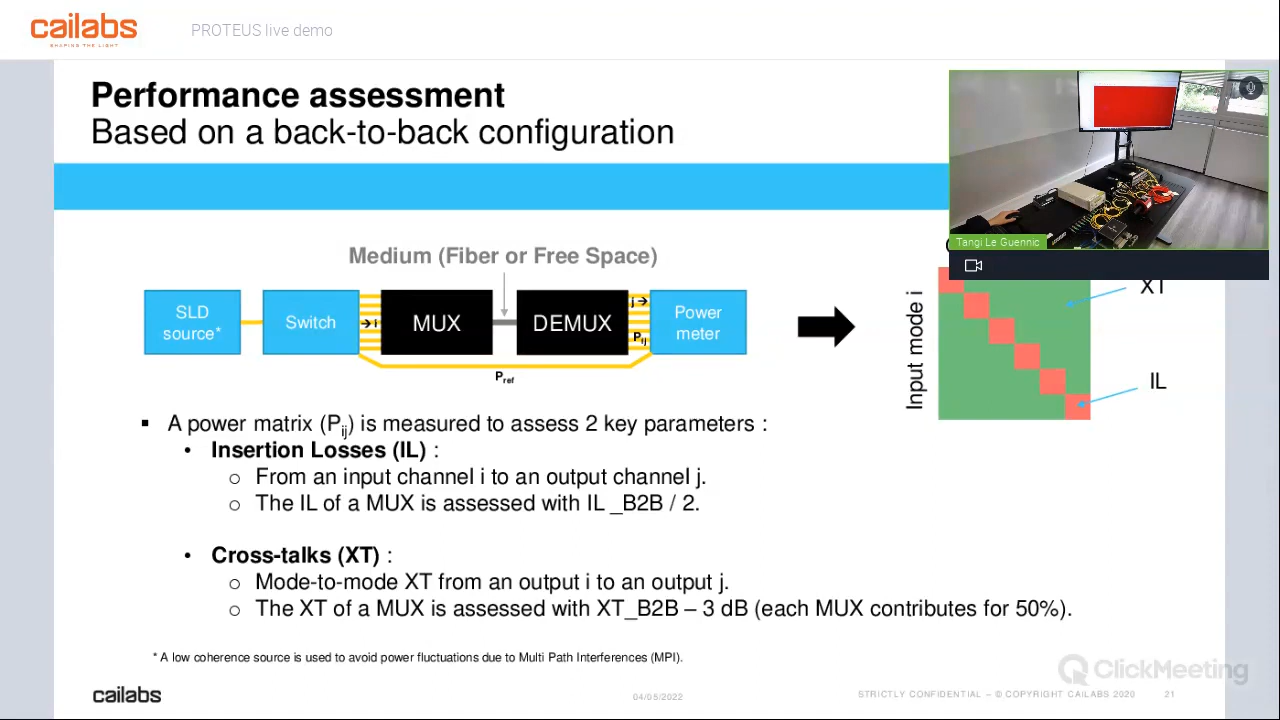 cailabs
SHAPING THE LIGHT
PROTEUS live demo
Performance assessment
Based on a back-to-back configuration
Tangi Le Guennic
Medium (Fiber or Free Space)
SLD
source*
Switch
→ i
MUX
DEMUX
j →
Pij
Power
meter
Pref
Input mode i
XT
IL
▪ A power matrix (Pij) is measured to assess 2 key parameters :
• Insertion Losses (IL) :
o From an input channel i to an output channel j.
o The IL of a MUX is assessed with IL _B2B / 2.
• Cross-talks (XT) :
o Mode-to-mode XT from an output i to an output j.
o The XT of a MUX is assessed with XT_B2B – 3 dB (each MUX contributes for 50%).
* A low coherence source is used to avoid power fluctuations due to Multi Path Interferences (MPI).
ClickMeeting
cailabs
04/05/2022
STRICTLY CONFIDENTIAL – © COPYRIGHT CAILABS 2020
21